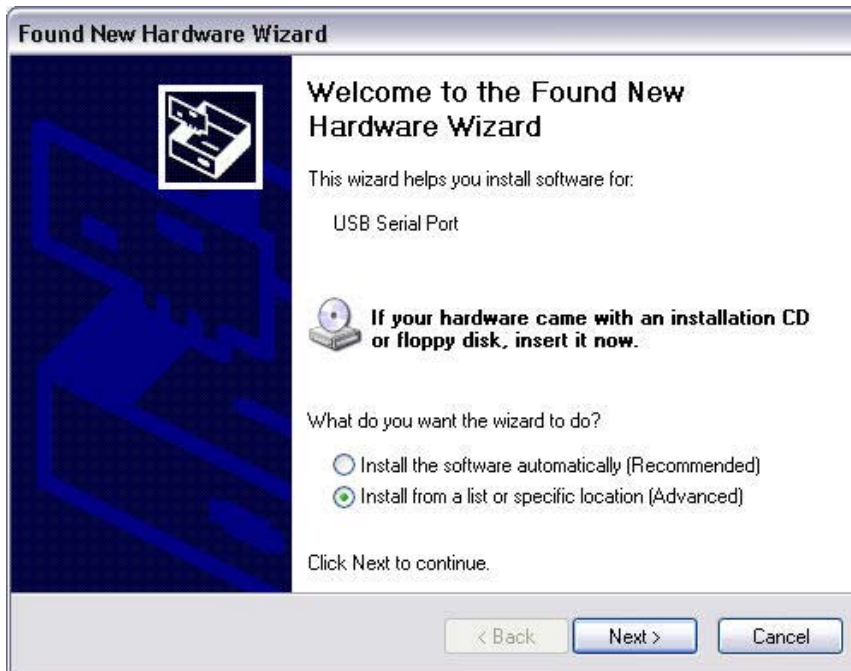 Found New Hardware Wizard
Welcome to the Found New
Hardware Wizard
This wizard helps you install software for:
USB Serial Port
If your hardware came with an installation CD
or floppy disk, insert it now.
What do you want the wizard to do?
Install the software automatically (Recommended)
Install from a list or specific location (Advanced)
Click Next to continue.
< Back Next > Cancel